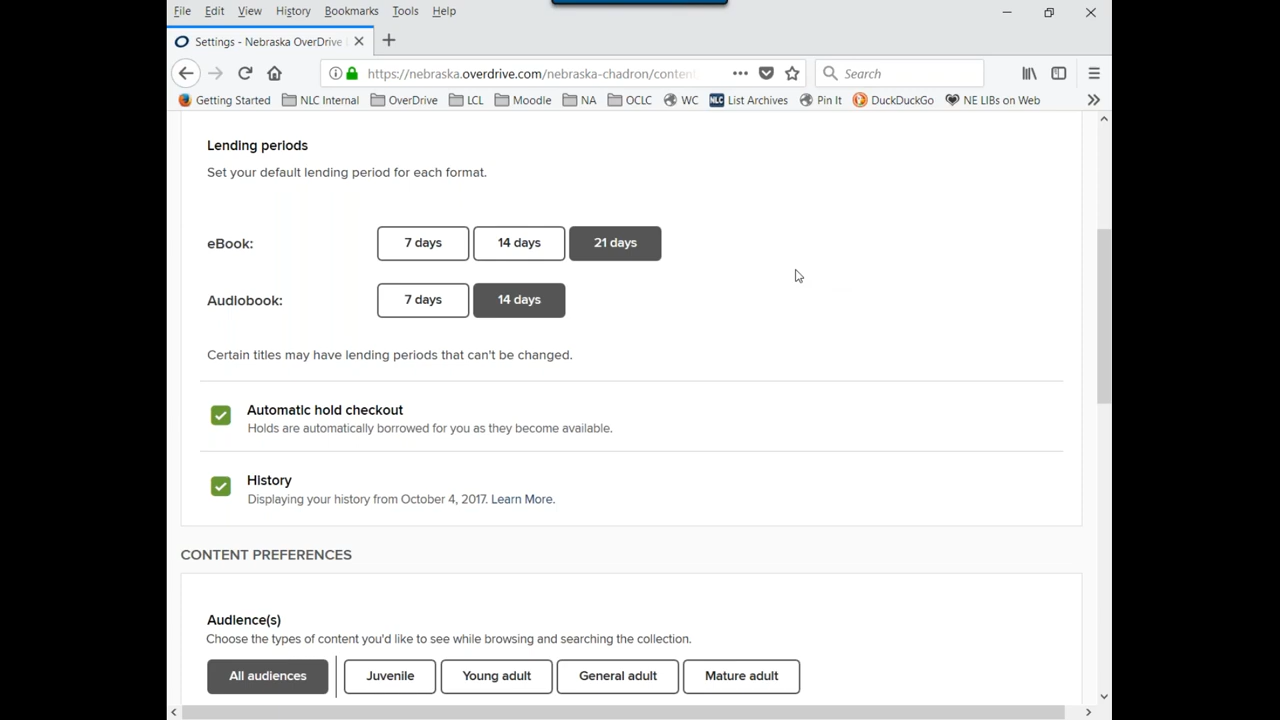 File Edit View History Bookmarks Tools Help
Settings - Nebraska OverDrive
https://nebraska.overdrive.com/nebraska-chadron/content
Search
Getting Started NLC Internal OverDrive LCL Moodle NA OCLC WC NLC List Archives Pin It DuckDuckGo NE LIBs on Web
Lending periods
Set your default lending period for each format.
eBook: 7 days 14 days 21 days
Audiobook: 7 days 14 days
Certain titles may have lending periods that can't be changed.
Automatic hold checkout
Holds are automatically borrowed for you as they become available.
History
Displaying your history from October 4, 2017. Learn More.
CONTENT PREFERENCES
Audience(s)
Choose the types of content you'd like to see while browsing and searching the collection.
All audiences Juvenile Young adult General adult Mature adult